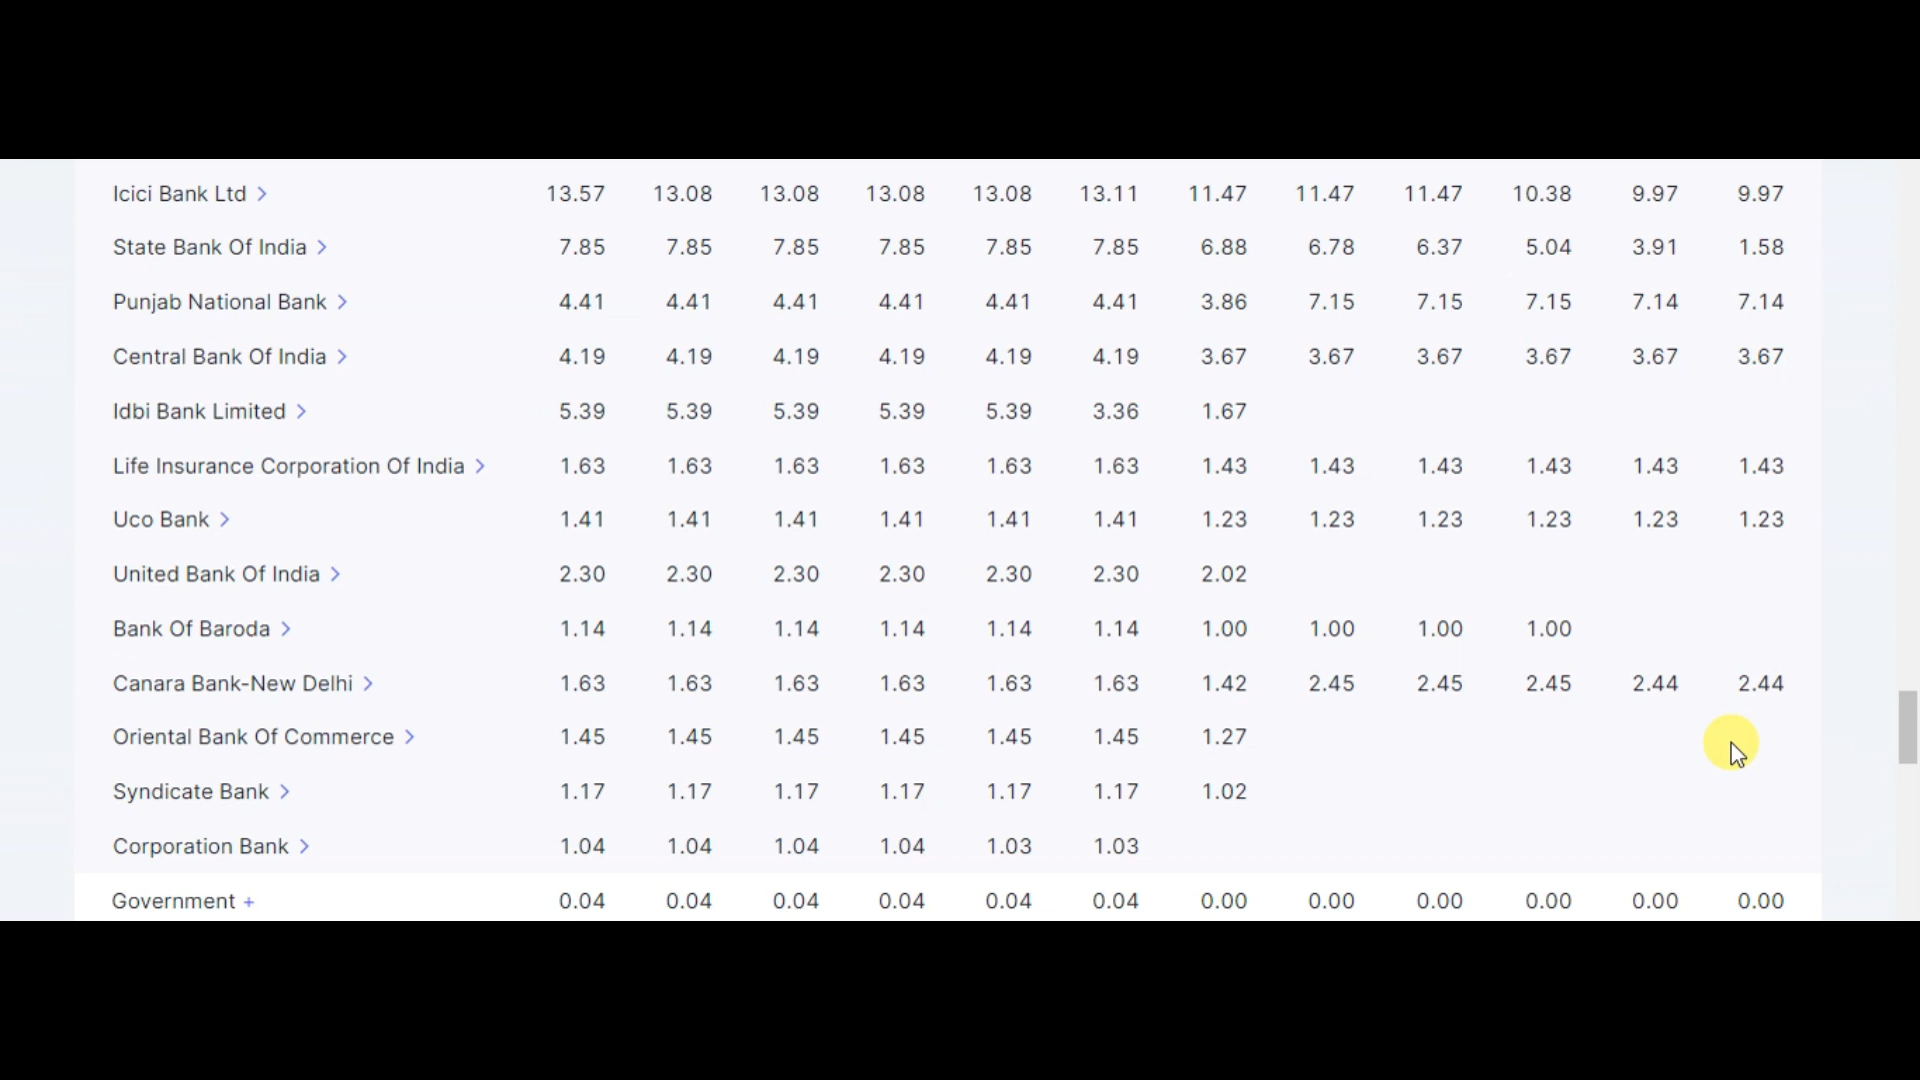 Icici Bank Ltd > 13.57 13.08 13.08 13.08 13.08 13.11 11.47 11.47 11.47 10.38 9.97 9.97
State Bank Of India > 7.85 7.85 7.85 7.85 7.85 7.85 6.88 6.78 6.37 5.04 3.91 1.58
Punjab National Bank > 4.41 4.41 4.41 4.41 4.41 4.41 3.86 7.15 7.15 7.15 7.14 7.14
Central Bank Of India > 4.19 4.19 4.19 4.19 4.19 4.19 3.67 3.67 3.67 3.67 3.67 3.67
Idbi Bank Limited > 5.39 5.39 5.39 5.39 5.39 3.36 1.67
Life Insurance Corporation Of India > 1.63 1.63 1.63 1.63 1.63 1.63 1.43 1.43 1.43 1.43 1.43 1.43
Uco Bank > 1.41 1.41 1.41 1.41 1.41 1.41 1.23 1.23 1.23 1.23 1.23 1.23
United Bank Of India > 2.30 2.30 2.30 2.30 2.30 2.30 2.02
Bank Of Baroda > 1.14 1.14 1.14 1.14 1.14 1.14 1.00 1.00 1.00 1.00
Canara Bank-New Delhi > 1.63 1.63 1.63 1.63 1.63 1.63 1.42 2.45 2.45 2.45 2.44 2.44
Oriental Bank Of Commerce > 1.45 1.45 1.45 1.45 1.45 1.45 1.27
Syndicate Bank > 1.17 1.17 1.17 1.17 1.17 1.17 1.02
Corporation Bank > 1.04 1.04 1.04 1.04 1.03 1.03
Government + 0.04 0.04 0.04 0.04 0.04 0.04 0.00 0.00 0.00 0.00 0.00 0.00